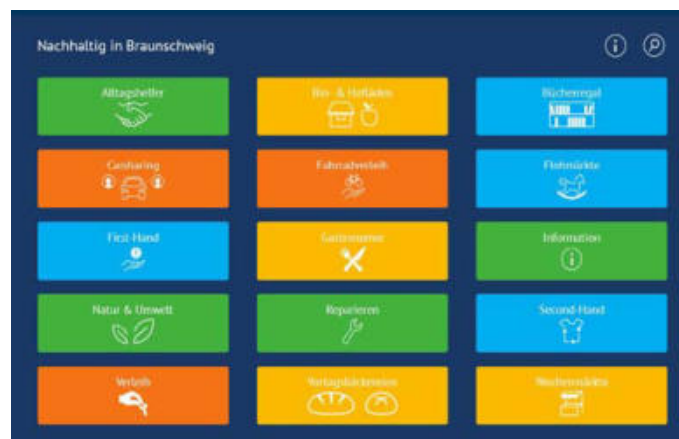 Nachhaltig in Braunschweig
Alltagshelfer
Bio- & Hofläden
Bücherregal
Carsharing
Fahrradverleih
Flohmärkte
First-Hand
Gastronomie
Information
Natur & Umwelt
Reparieren
Second-Hand
Verleih
Vortagsbäckereien
Wochenmärkte